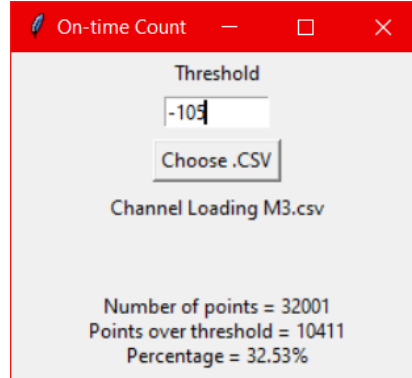 On-time Count
Threshold
-105
Choose .CSV
Channel Loading M3.csv
Number of points = 32001
Points over threshold = 10411
Percentage = 32.53%